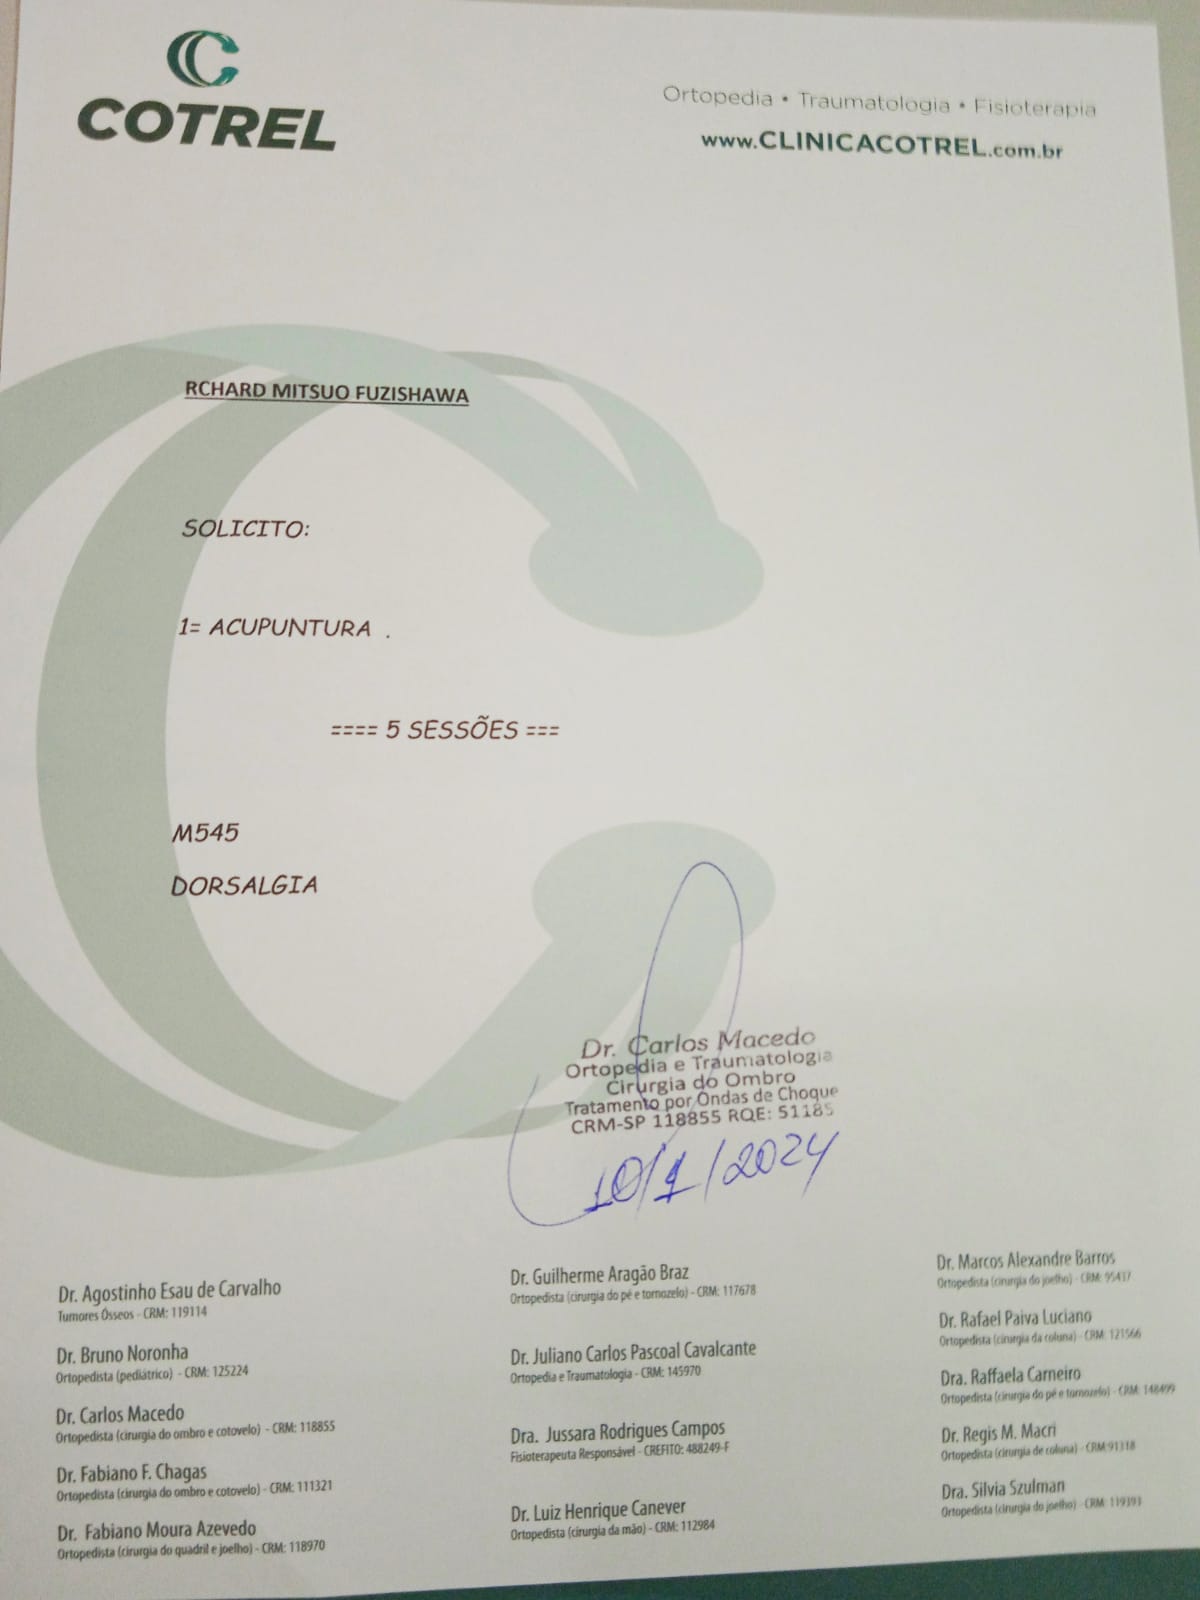 COTREL
Ortopedia • Traumatologia • Fisioterapia
www.CLINICACOTREL.com.br
RCHARD MITSUO FUZISHAWA
SOLICITO:
1= ACUPUNTURA .
==== 5 SESSÕES ===
M545
DORSALGIA
Dr. Carlos Macedo
Ortopedia e Traumatologia
Cirurgia do Ombro
Tratamento por Ondas de Choque
CRM-SP 118855 RQE: 51185
10/1/2024
Dr. Agostinho Esau de Carvalho
Tumores Ósseos - CRM: 119114
Dr. Bruno Noronha
Ortopedista (pediátrico) - CRM: 125224
Dr. Carlos Macedo
Ortopedista (cirurgia do ombro e cotovelo) - CRM: 118855
Dr. Fabiano F. Chagas
Ortopedista (cirurgia do ombro e cotovelo) - CRM: 111321
Dr. Fabiano Moura Azevedo
Ortopedista (cirurgia do quadril e joelho) - CRM: 118970
Dr. Guilherme Aragão Braz
Ortopedista (cirurgia do pé e tornozelo) - CRM: 117678
Dr. Juliano Carlos Pascoal Cavalcante
Ortopedia e Traumatologia - CRM: 145970
Dra. Jussara Rodrigues Campos
Fisioterapeuta Responsável - CREFITO: 488249-F
Dr. Luiz Henrique Canever
Ortopedista (cirurgia da mão) - CRM: 112984
Dr. Marcos Alexandre Barros
Ortopedista (cirurgia do joelho) - CRM: 95437
Dr. Rafael Paiva Luciano
Ortopedista (cirurgia da coluna) - CRM: 121566
Dra. Raffaela Carneiro
Ortopedista (cirurgia do pé e tornozelo) - CRM: 148499
Dr. Regis M. Macri
Ortopedista (cirurgia de coluna) - CRM:91318
Dra. Silvia Szulman
Ortopedista (cirurgia do joelho) - CRM: 119393